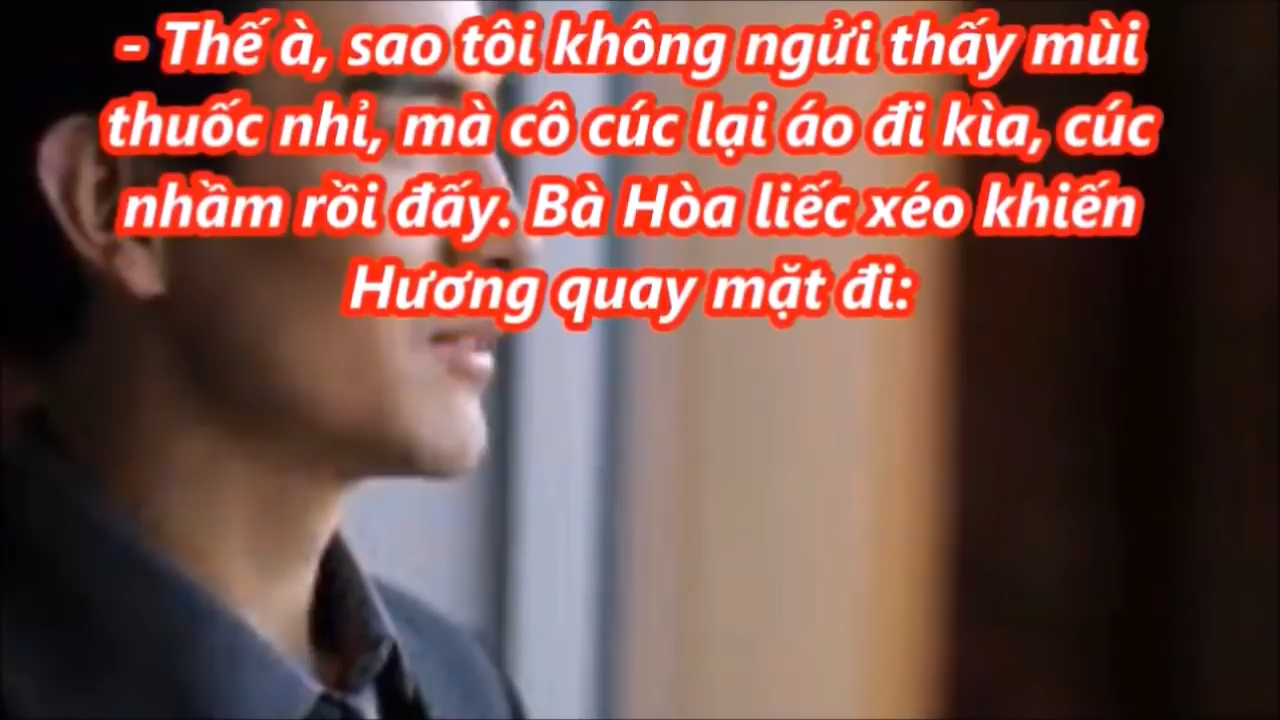 - Thế à, sao tôi không ngửi thấy mùi
thuốc nhỉ, mà cô cúc lại áo đi kìa, cúc
nhầm rồi đấy. Bà Hòa liếc xéo khiến
Hương quay mặt đi: